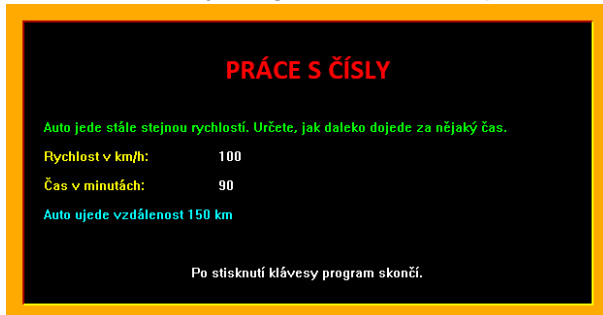 PRÁCE S ČÍSLY
Auto jede stále stejnou rychlostí. Určete, jak daleko dojede za nějaký čas.
Rychlost v km/h: 100
Čas v minutách: 90
Auto ujede vzdálenost 150 km
Po stisknutí klávesy program skončí.